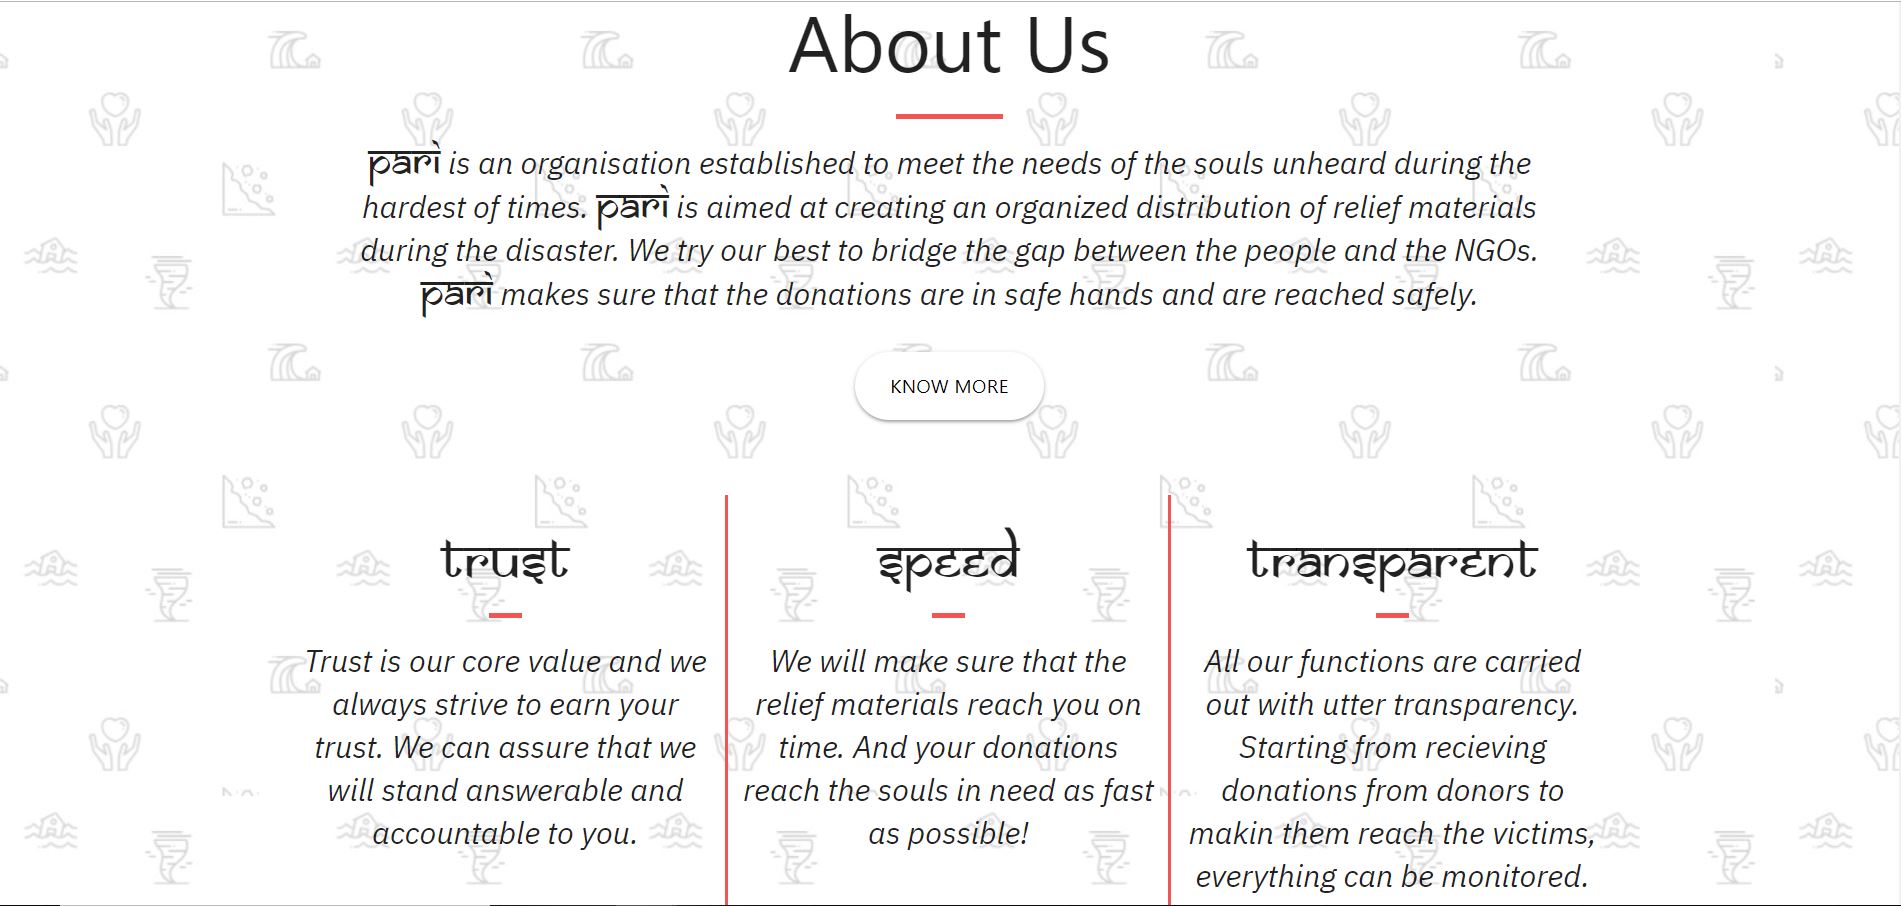 About Us
pari is an organisation established to meet the needs of the souls unheard during the
hardest of times. pari is aimed at creating an organized distribution of relief materials
during the disaster. We try our best to bridge the gap between the people and the NGOs.
pari makes sure that the donations are in safe hands and are reached safely.
KNOW MORE
trust
Trust is our core value and we
always strive to earn your
trust. We can assure that we
will stand answerable and
accountable to you.
speed
We will make sure that the
relief materials reach you on
time. And your donations
reach the souls in need as fast
as possible!
transparent
All our functions are carried
out with utter transparency.
Starting from recieving
donations from donors to
makin them reach the victims,
everything can be monitored.